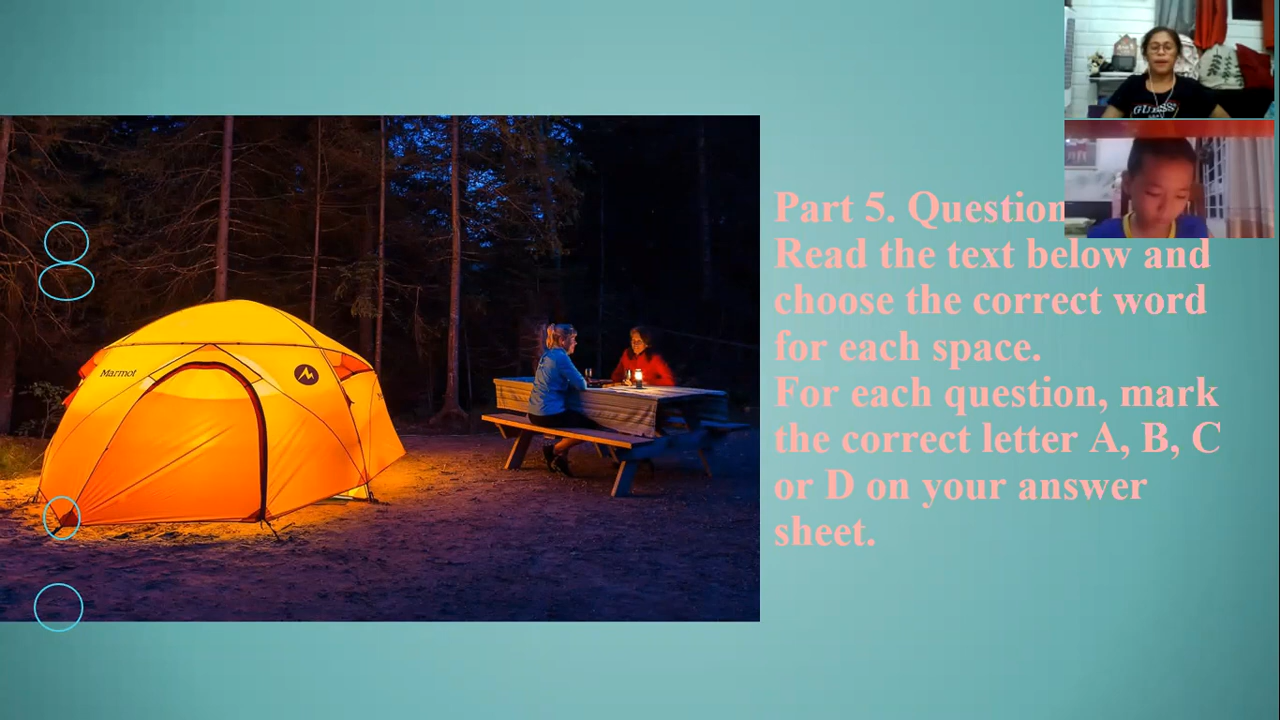 Part 5. Question
Read the text below and
choose the correct word
for each space.
For each question, mark
the correct letter A, B, C
or D on your answer
sheet.
Marmot
GUESS